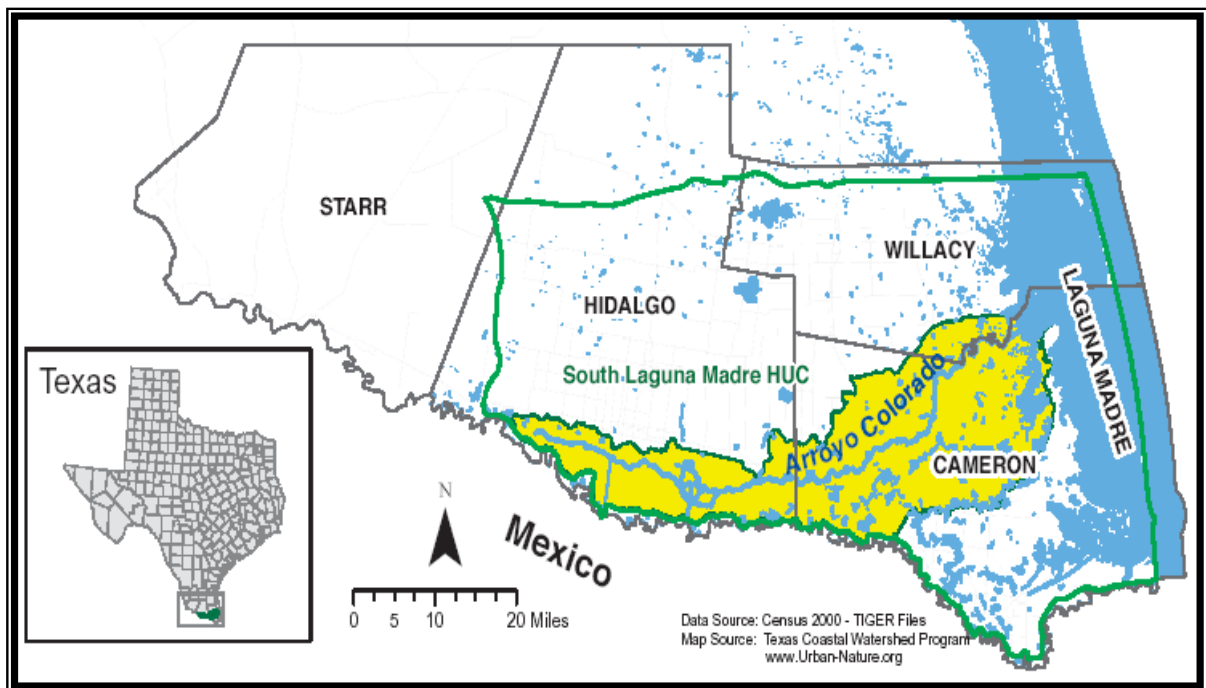 STARR
WILLACY
HIDALGO
LAGUNA MADRE
South Laguna Madre HUC
Arroyo Colorado
CAMERON
Texas
N
Mexico
0 5 10 20 Miles
Data Source: Census 2000 - TIGER Files
Map Source: Texas Coastal Watershed Program
www.Urban-Nature.org